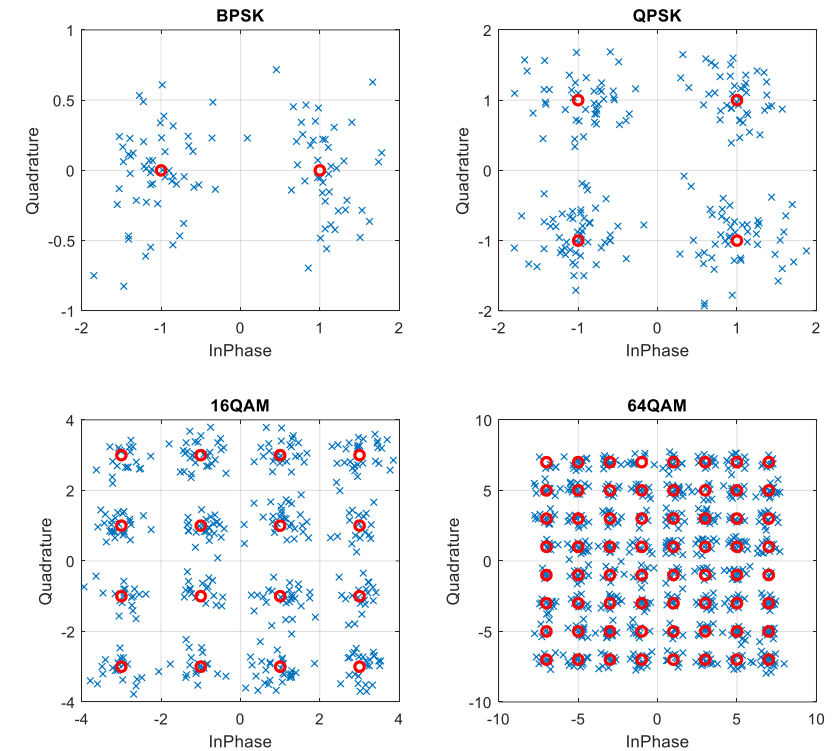 BPSK
1
0.5
0
-0.5
-1
Quadrature
-2 -1 0 1 2
InPhase
QPSK
2
1
0
-1
-2
Quadrature
-2 -1 0 1 2
InPhase
16QAM
4
2
0
-2
-4
Quadrature
-4 -2 0 2 4
InPhase
64QAM
10
5
0
-5
-10
Quadrature
-10 -5 0 5 10
InPhase